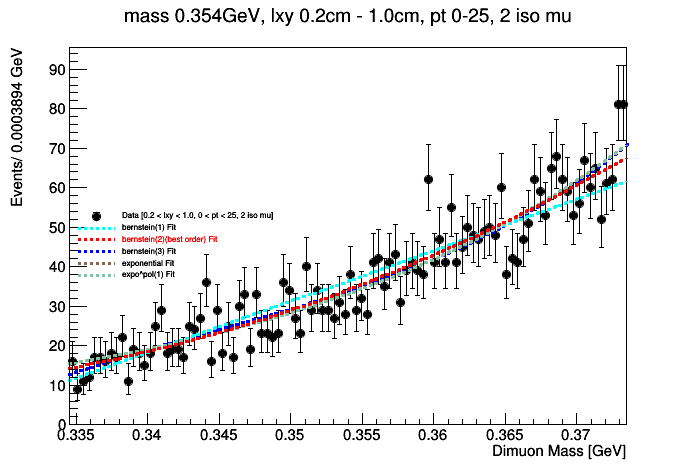 mass 0.354GeV, lxy 0.2cm - 1.0cm, pt 0-25, 2 iso mu
Events/ 0.0003894 GeV
90
80
70
60
50
40
30
20
10
0
Data [0.2 < lxy < 1.0, 0 < pt < 25, 2 iso mu]
bernstein(1) Fit
bernstein(2)(best order) Fit
bernstein(3) Fit
exponential Fit
expo*pol(1) Fit
0.335 0.34 0.345 0.35 0.355 0.36 0.365 0.37
Dimuon Mass [GeV]